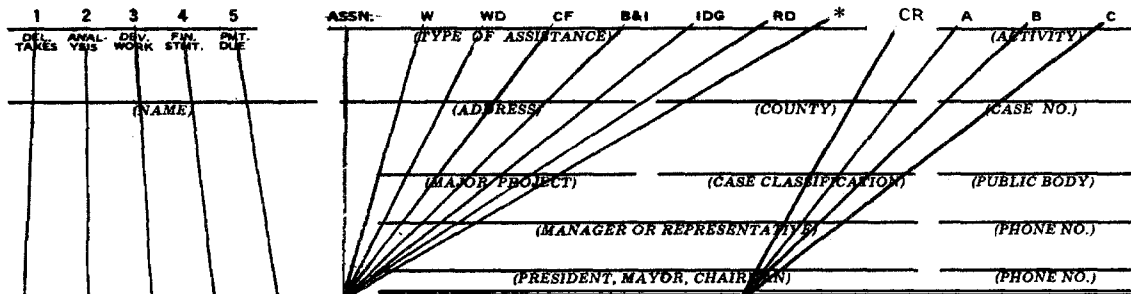 1 2 3 4 5 ASSN:- W WD CF B&I IDG RD * CR A B C
DEL. TAKES ANAL- YSIS DEV. WORK FIN. STMT. PMT. DUE (TYPE OF ASSISTANCE) (ACTIVITY)
(NAME) (ADDRESS) (COUNTY) (CASE NO.)
(MAJOR PROJECT) (CASE CLASSIFICATION) (PUBLIC BODY)
(MANAGER OR REPRESENTATIVE) (PHONE NO.)
(PRESIDENT, MAYOR, CHAIRMAN) (PHONE NO.)